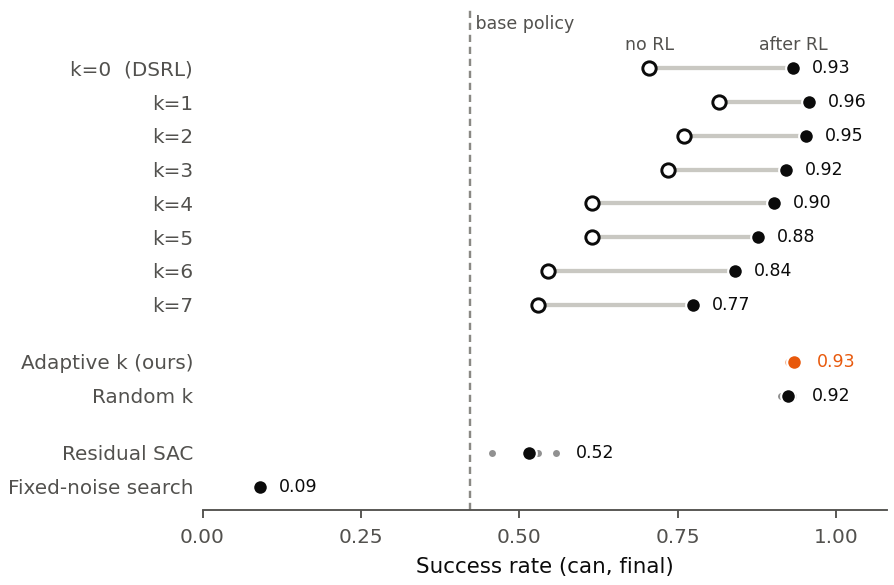 base policy
no RL
after RL
k=0  (DSRL)
0.93
k=1
0.96
k=2
0.95
k=3
0.92
k=4
0.90
k=5
0.88
k=6
0.84
k=7
0.77
Adaptive k (ours)
0.93
Random k
0.92
Residual SAC
0.52
Fixed-noise search
0.09
0.00
0.25
0.50
0.75
1.00
Success rate (can, final)